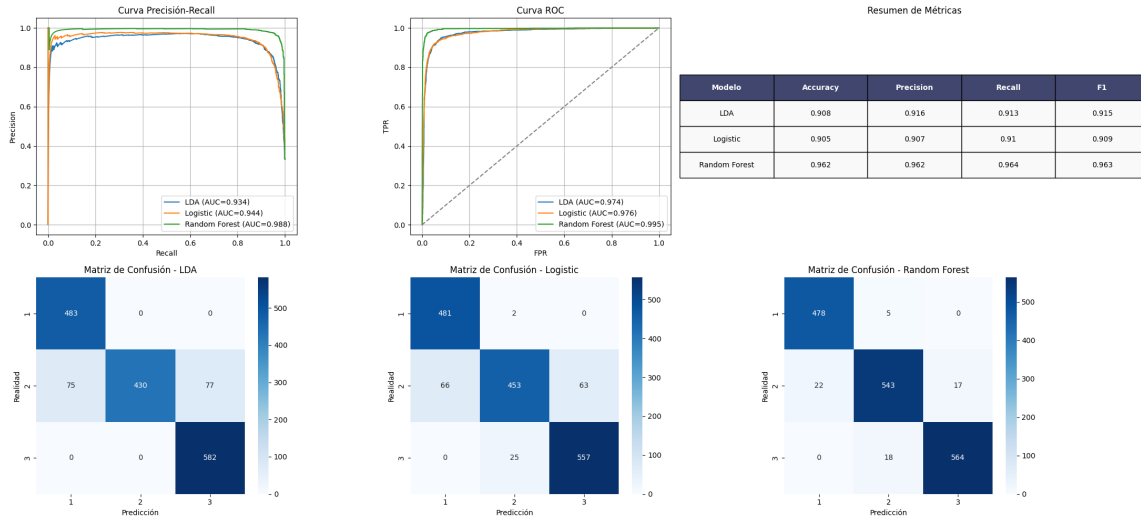 Curva Precisión-Recall
1.0
0.8
0.6
0.4
0.2
0.0
Precision
0.0 0.2 0.4 0.6 0.8 1.0
Recall
LDA (AUC=0.934)
Logistic (AUC=0.944)
Random Forest (AUC=0.988)
Curva ROC
1.0
0.8
0.6
0.4
0.2
0.0
TPR
0.0 0.2 0.4 0.6 0.8 1.0
FPR
LDA (AUC=0.974)
Logistic (AUC=0.976)
Random Forest (AUC=0.995)
Resumen de Métricas
Modelo Accuracy Precision Recall F1
LDA 0.908 0.916 0.913 0.915
Logistic 0.905 0.907 0.91 0.909
Random Forest 0.962 0.962 0.964 0.963
Matriz de Confusión - LDA
Realidad
1 483 0 0
2 75 430 77
3 0 0 582
1 2 3
Predicción
500
400
300
200
100
0
Matriz de Confusión - Logistic
Realidad
1 481 2 0
2 66 453 63
3 0 25 557
1 2 3
Predicción
500
400
300
200
100
0
Matriz de Confusión - Random Forest
Realidad
1 478 5 0
2 22 543 17
3 0 18 564
1 2 3
Predicción
500
400
300
200
100
0